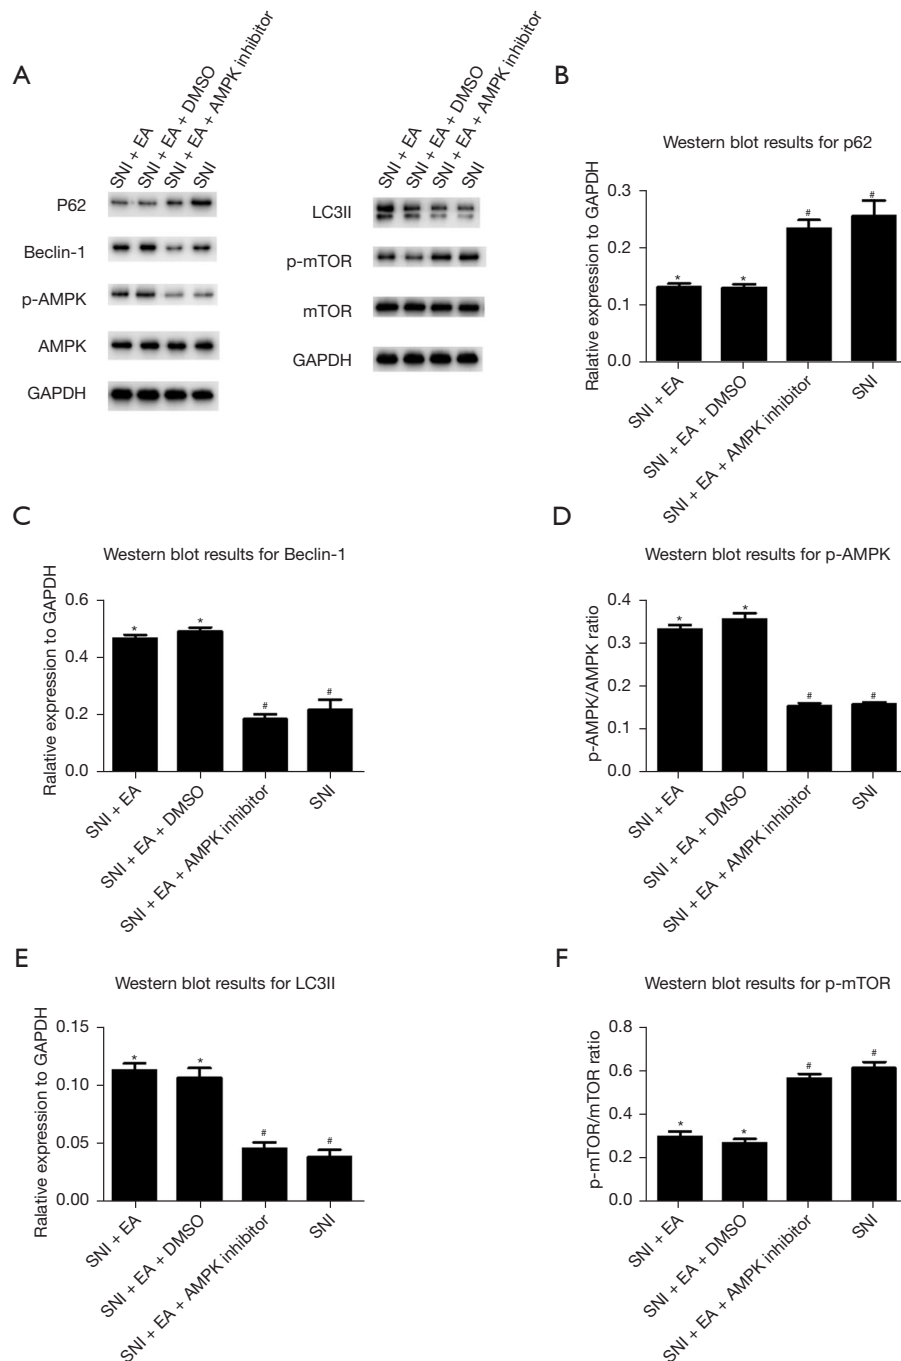 A
SNI + EA
SNI + EA + DMSO
SNI + EA + AMPK inhibitor
SNI
P62
Beclin-1
p-AMPK
AMPK
GAPDH
SNI + EA
SNI + EA + DMSO
SNI + EA + AMPK inhibitor
SNI
LC3II
p-mTOR
mTOR
GAPDH
B
Western blot results for p62
Ralative expression to GAPDH
0.3
0.2
0.1
0.0
*
*
#
#
SNI + EA
SNI + EA + DMSO
SNI + EA + AMPK inhibitor
SNI
C
Western blot results for Beclin-1
Ralative expression to GAPDH
0.6
0.4
0.2
0.0
*
*
#
#
SNI + EA
SNI + EA + DMSO
SNI + EA + AMPK inhibitor
SNI
D
Western blot results for p-AMPK
p-AMPK/AMPK ratio
0.4
0.3
0.2
0.1
0.0
*
*
#
#
SNI + EA
SNI + EA + DMSO
SNI + EA + AMPK inhibitor
SNI
E
Western blot results for LC3II
Ralative expression to GAPDH
0.15
0.10
0.05
0.00
*
*
#
#
SNI + EA
SNI + EA + DMSO
SNI + EA + AMPK inhibitor
SNI
F
Western blot results for p-mTOR
p-mTOR/mTOR ratio
0.8
0.6
0.4
0.2
0.0
*
*
#
#
SNI + EA
SNI + EA + DMSO
SNI + EA + AMPK inhibitor
SNI